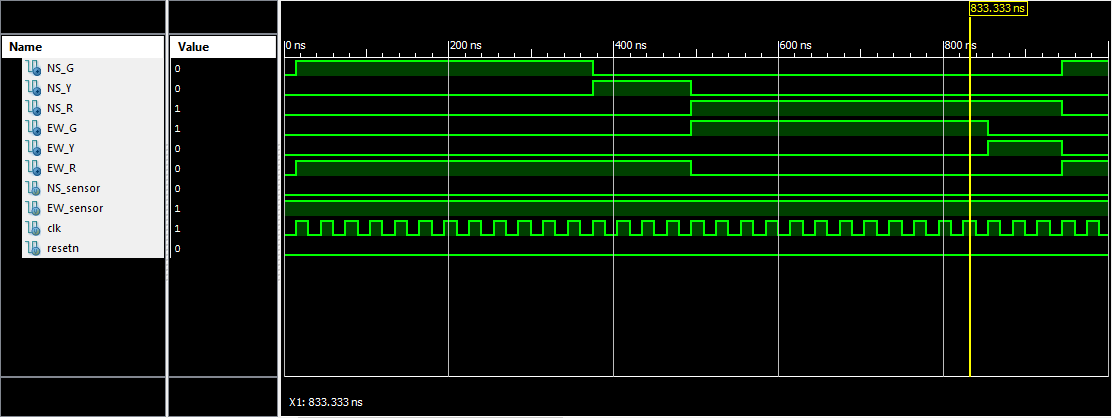 833.333 ns
Name Value
0 ns 200 ns 400 ns 600 ns 800 ns
NS_G 0
NS_Y 0
NS_R 1
EW_G 1
EW_Y 0
EW_R 0
NS_sensor 0
EW_sensor 1
clk 1
resetn 0
X1: 833.333 ns